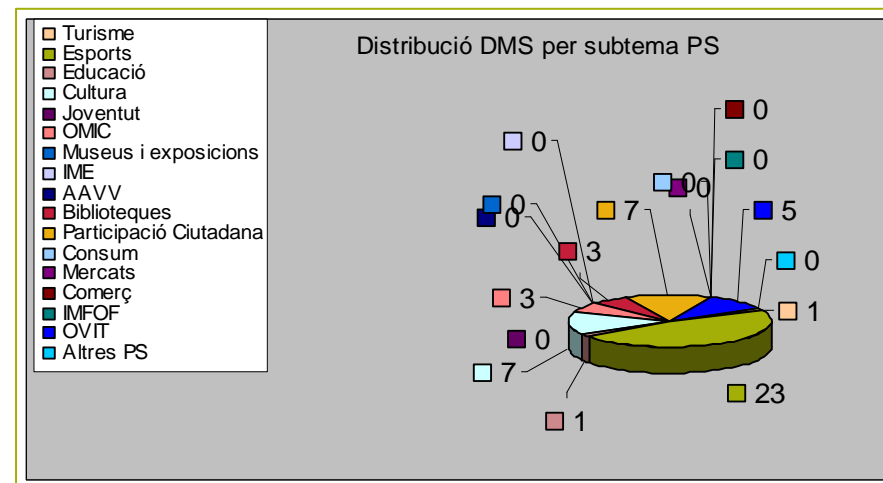 Distribució DMS per subtema PS
Turisme
Esports
Educació
Cultura
Joventut
OMIC
Museus i exposicions
IME
AAVV
Biblioteques
Participació Ciutadana
Consum
Mercats
Comerç
IMFOF
OVIT
Altres PS
0
0
0
0
0
7
5
0
0
3
0
3
1
0
7
23
1